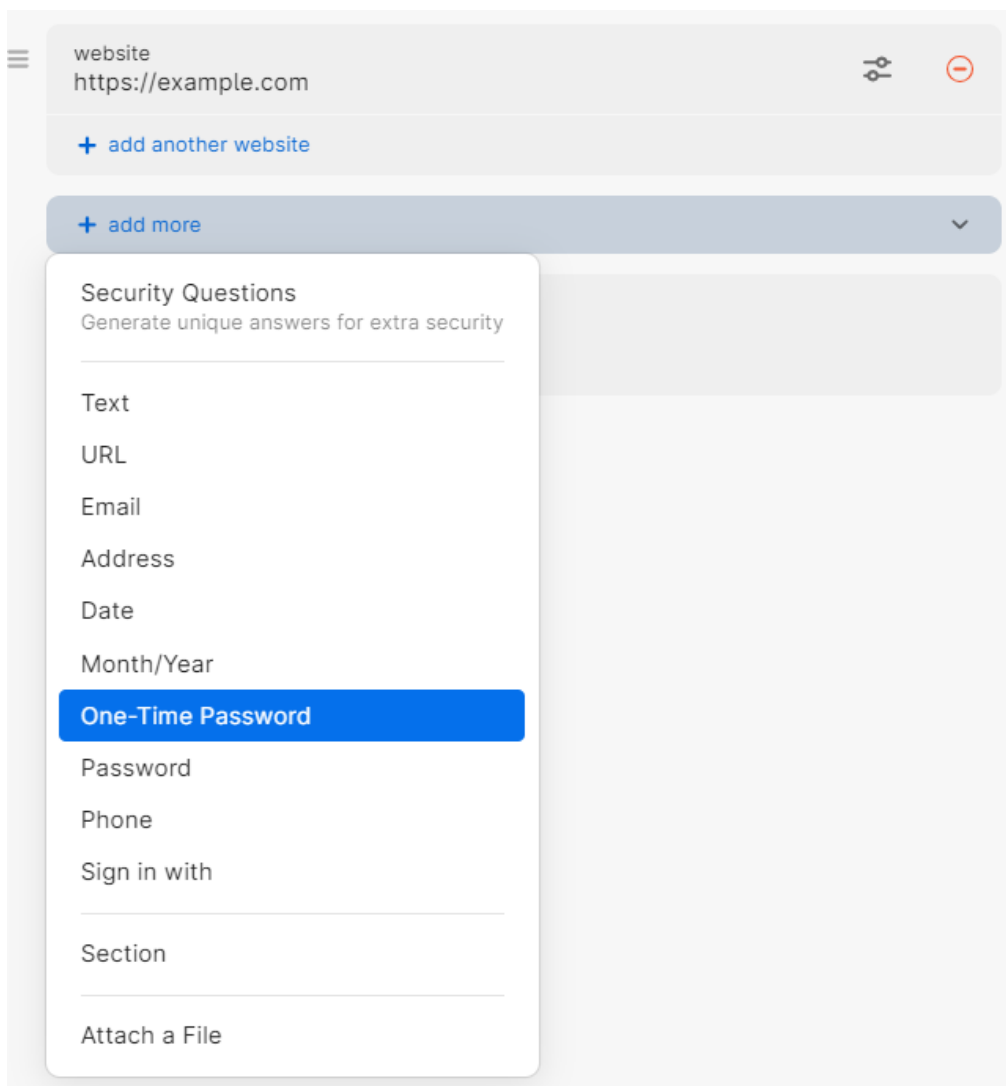 website
https://example.com
+ add another website
+ add more
Security Questions
Generate unique answers for extra security
Text
URL
Email
Address
Date
Month/Year
One-Time Password
Password
Phone
Sign in with
Section
Attach a File